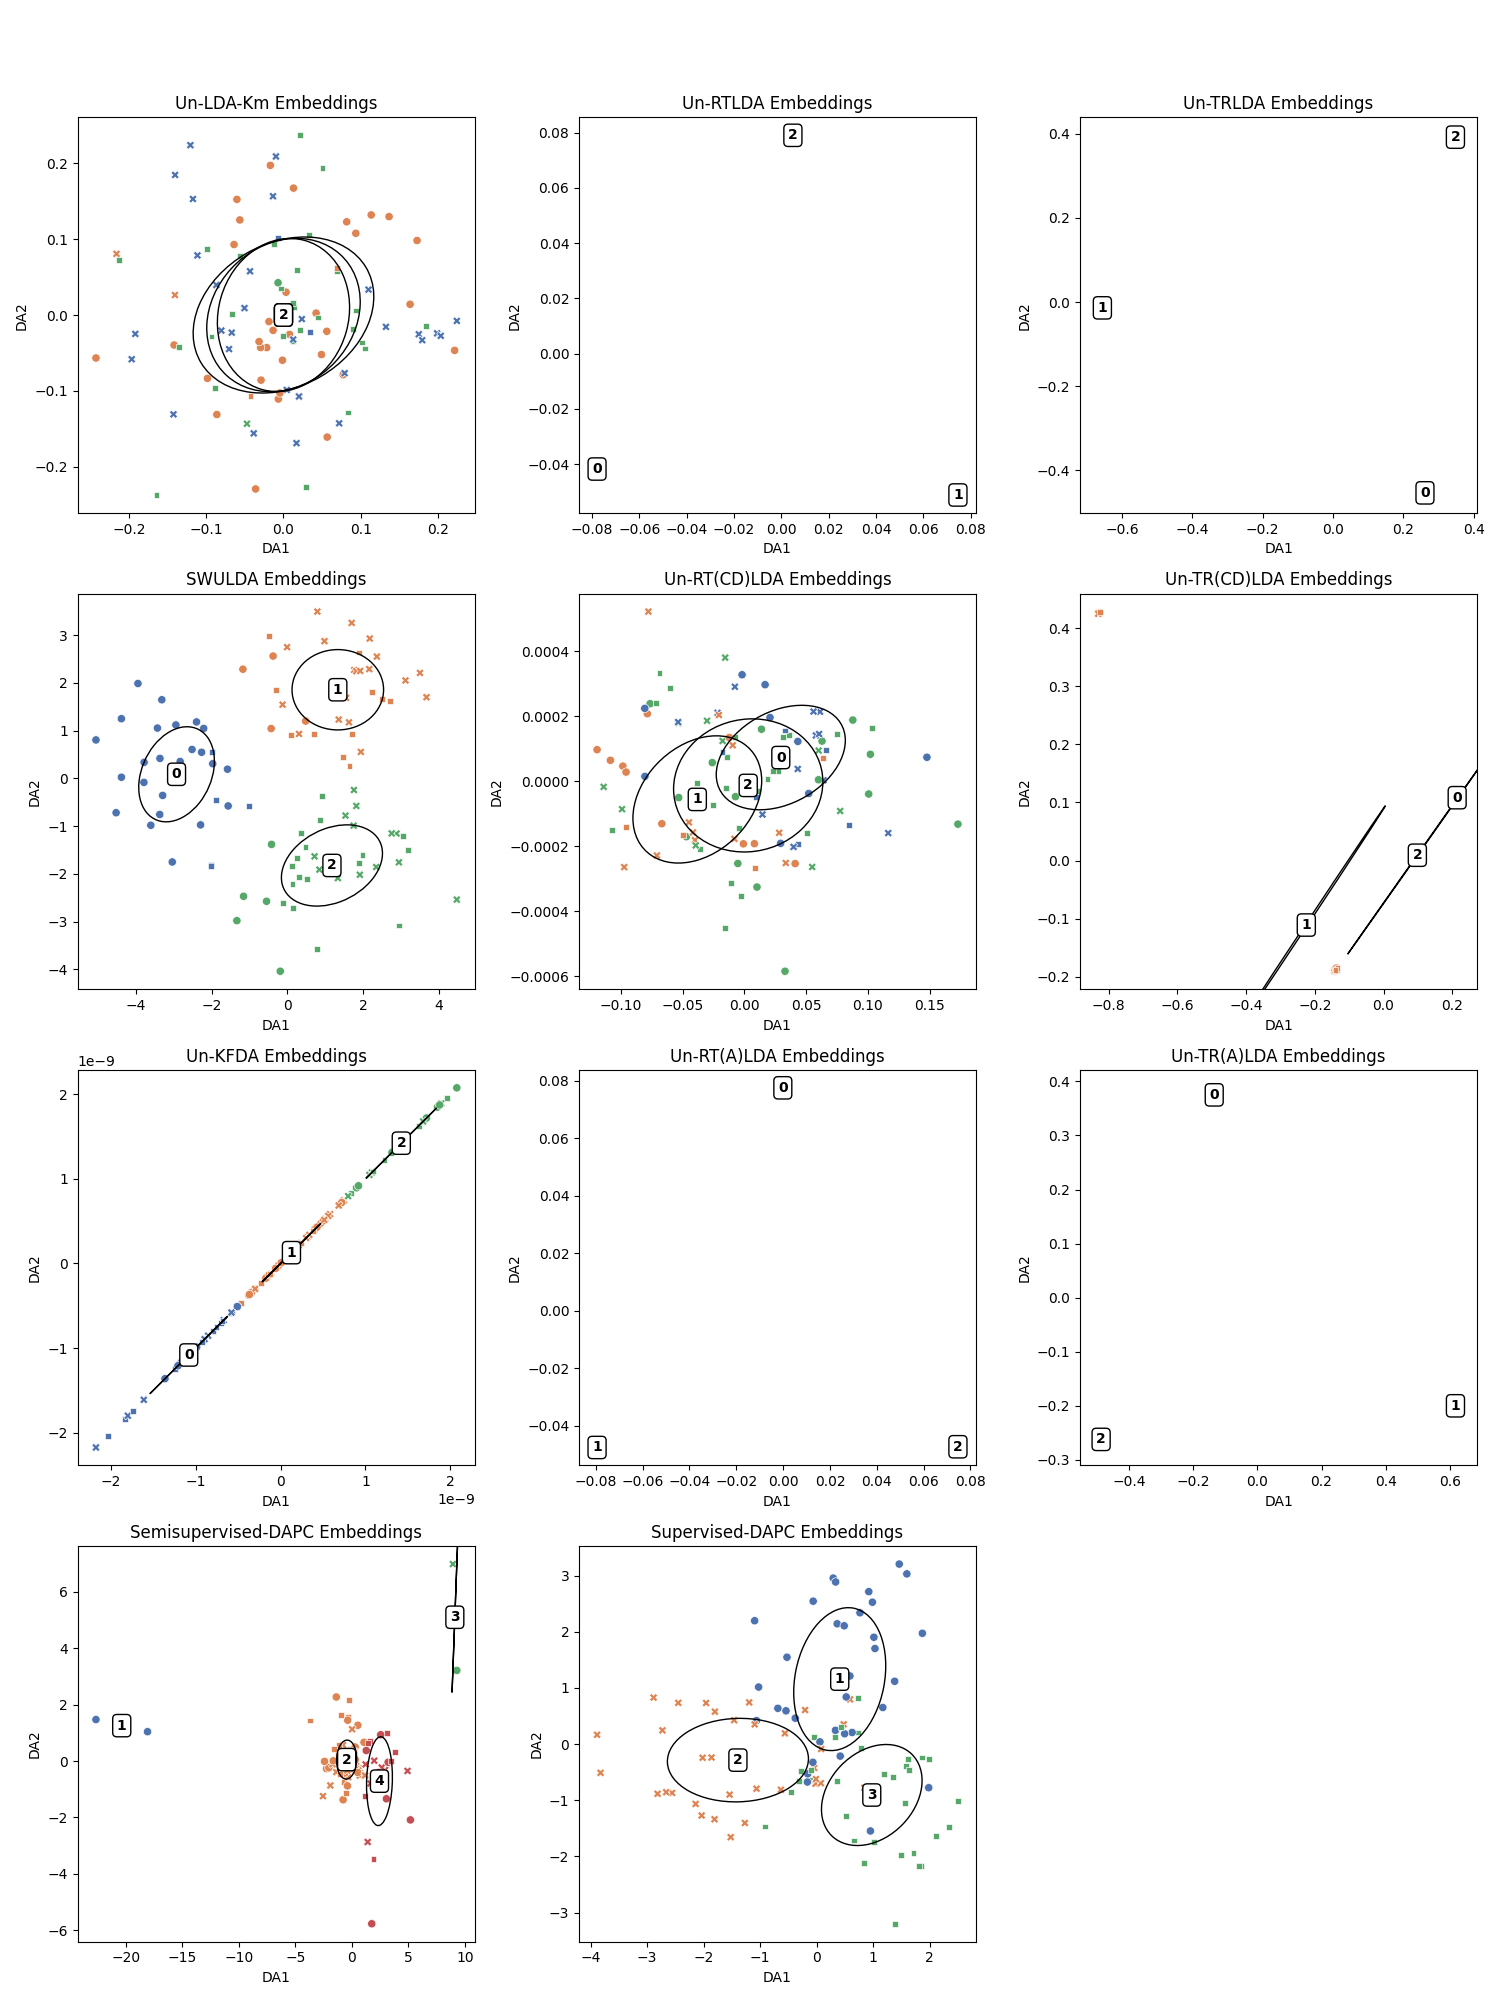 Un-LDA-Km Embeddings
DA2
0.2
0.1
0.0
−0.1
−0.2
2
−0.2 −0.1 0.0 0.1 0.2
DA1
Un-RTLDA Embeddings
DA2
0.08
0.06
0.04
0.02
0.00
−0.02
−0.04
2
0
1
−0.08 −0.06 −0.04 −0.02 0.00 0.02 0.04 0.06 0.08
DA1
Un-TRLDA Embeddings
DA2
0.4
0.2
0.0
−0.2
−0.4
2
1
0
−0.6 −0.4 −0.2 0.0 0.2 0.4
DA1
SWULDA Embeddings
DA2
3
2
1
0
−1
−2
−3
−4
1
0
2
−4 −2 0 2 4
DA1
Un-RT(CD)LDA Embeddings
DA2
0.0004
0.0002
0.0000
−0.0002
−0.0004
−0.0006
0
2
1
−0.10 −0.05 0.00 0.05 0.10 0.15
DA1
Un-TR(CD)LDA Embeddings
DA2
0.4
0.3
0.2
0.1
0.0
−0.1
−0.2
0
2
1
−0.8 −0.6 −0.4 −0.2 0.0 0.2
DA1
Un-KFDA Embeddings
1e−9
DA2
2
1
0
−1
−2
2
1
0
−2 −1 0 1 2
1e−9
DA1
Un-RT(A)LDA Embeddings
DA2
0.08
0.06
0.04
0.02
0.00
−0.02
−0.04
0
1
2
−0.08 −0.06 −0.04 −0.02 0.00 0.02 0.04 0.06 0.08
DA1
Un-TR(A)LDA Embeddings
DA2
0.4
0.3
0.2
0.1
0.0
−0.1
−0.2
−0.3
0
1
2
−0.4 −0.2 0.0 0.2 0.4 0.6
DA1
Semisupervised-DAPC Embeddings
DA2
6
4
2
0
−2
−4
−6
3
1
2
4
−20 −15 −10 −5 0 5 10
DA1
Supervised-DAPC Embeddings
DA2
3
2
1
0
−1
−2
−3
1
2
3
−4 −3 −2 −1 0 1 2
DA1